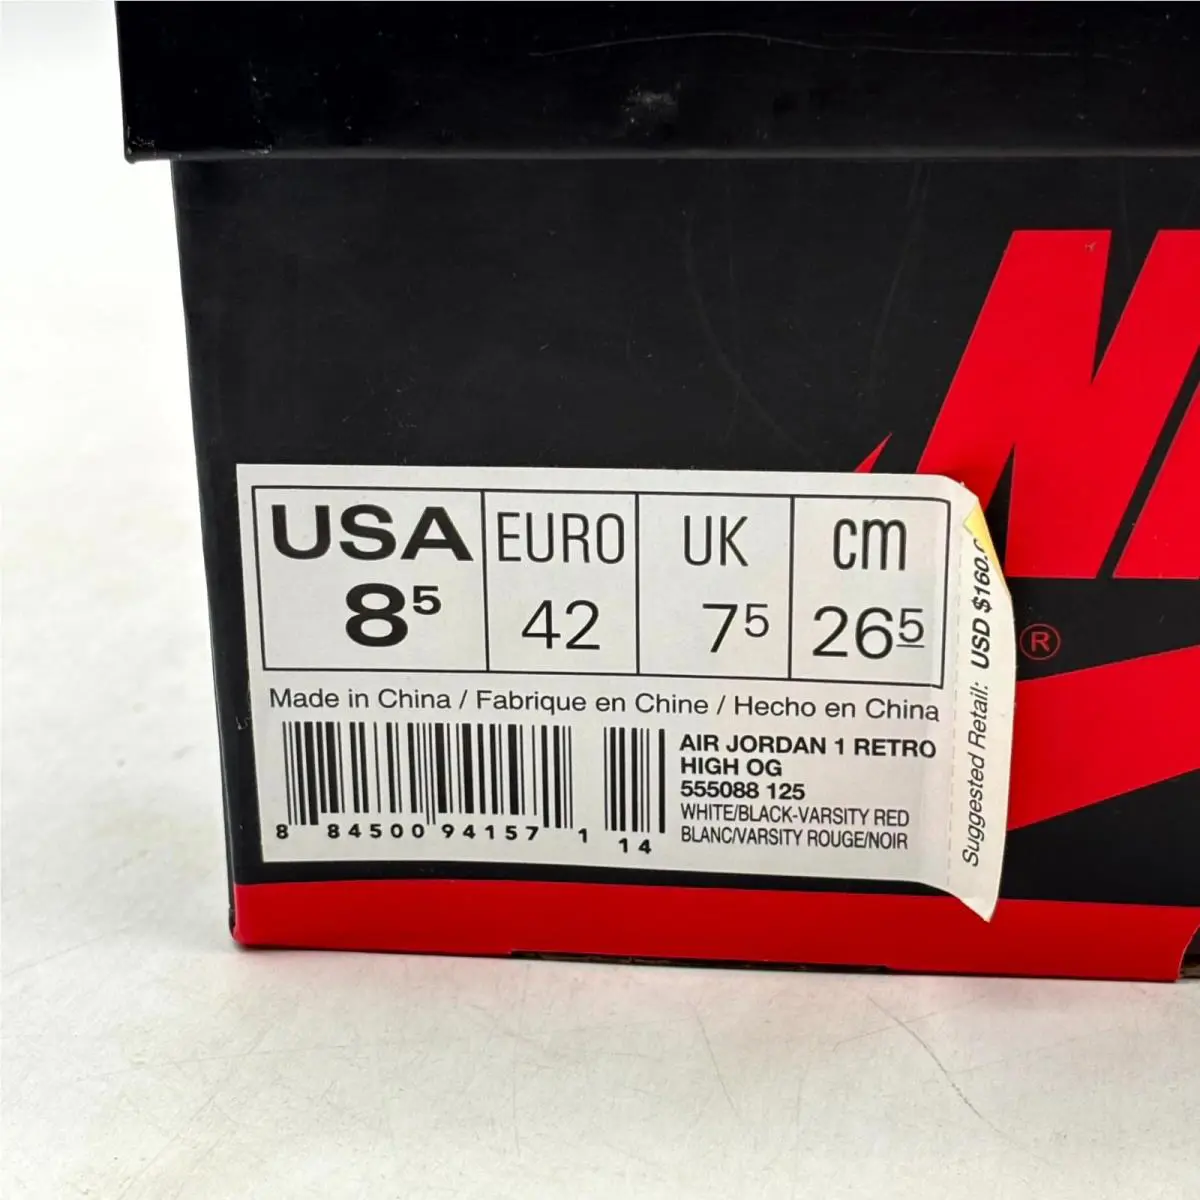 USA EURO UK cm
8⁵ 42 7⁵ 26⁵
Made in China / Fabrique en Chine / Hecho en China
AIR JORDAN 1 RETRO
HIGH OG
555088 125
WHITE/BLACK-VARSITY RED
BLANC/VARSITY ROUGE/NOIR
8 84500 94157 1 14
Suggested Retail: USD $160.
®